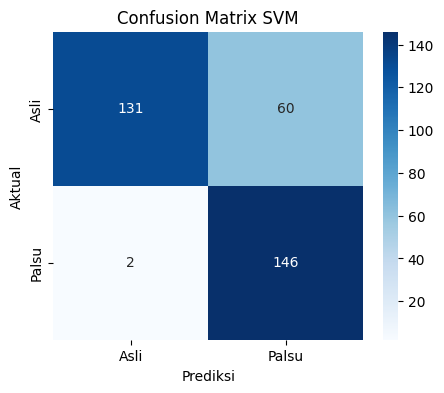 Confusion Matrix SVM
Aktual
Asli
131
60
Palsu
2
146
Asli
Palsu
Prediksi
140
120
100
80
60
40
20